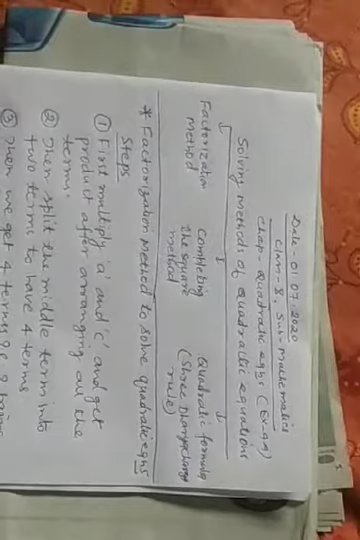 Date - 01.07.2020
Class - 8, Sub - Mathematics
Chap - Quadratic eqns (Ex-4A)
Solving methods of Quadratic equations
Factorization method
Completing the square method
Quadratic formula
rule)
* Factorization method to solve quadratic eqns
Steps
① First multiply 'a' and 'c' and get
product after arranging all the
terms.
② Then split the middle term into
two terms to have 4 terms
③ Then we get 4 terms